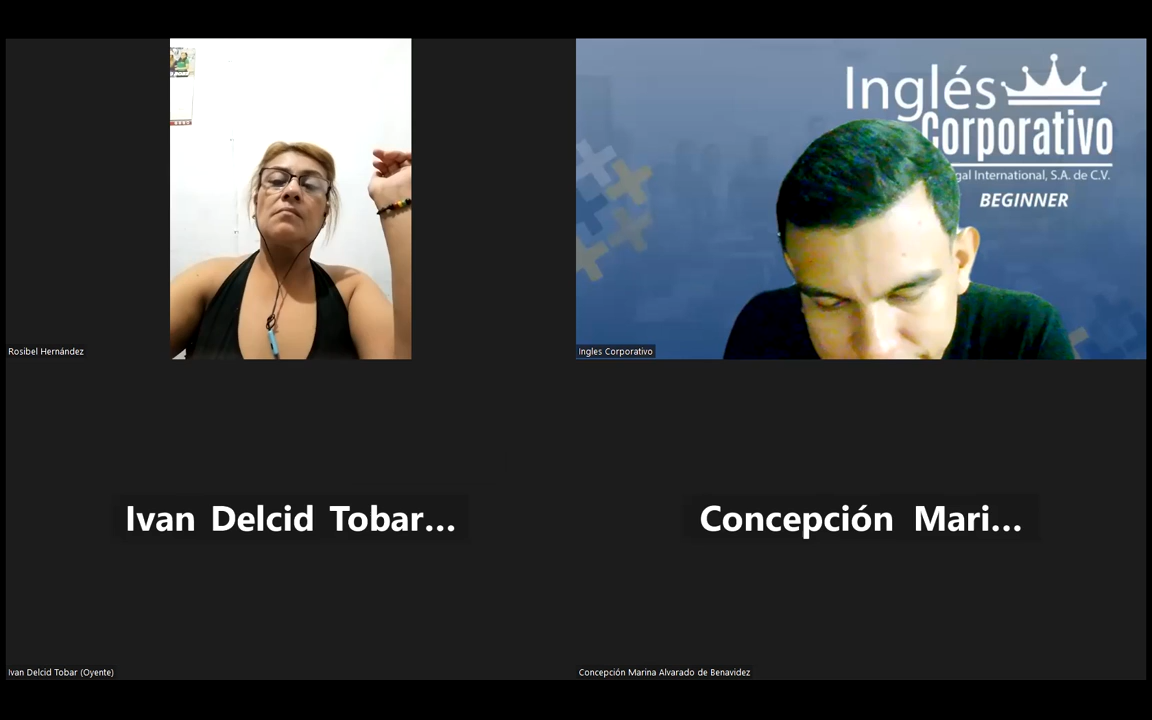 Inglés
Corporativo
gal International, S.A. de C.V.
BEGINNER
Rosibel Hernández
Ingles Corporativo
Ivan Delcid Tobar...
Concepción Mari...
Ivan Delcid Tobar (Oyente)
Concepción Marina Alvarado de Benavidez